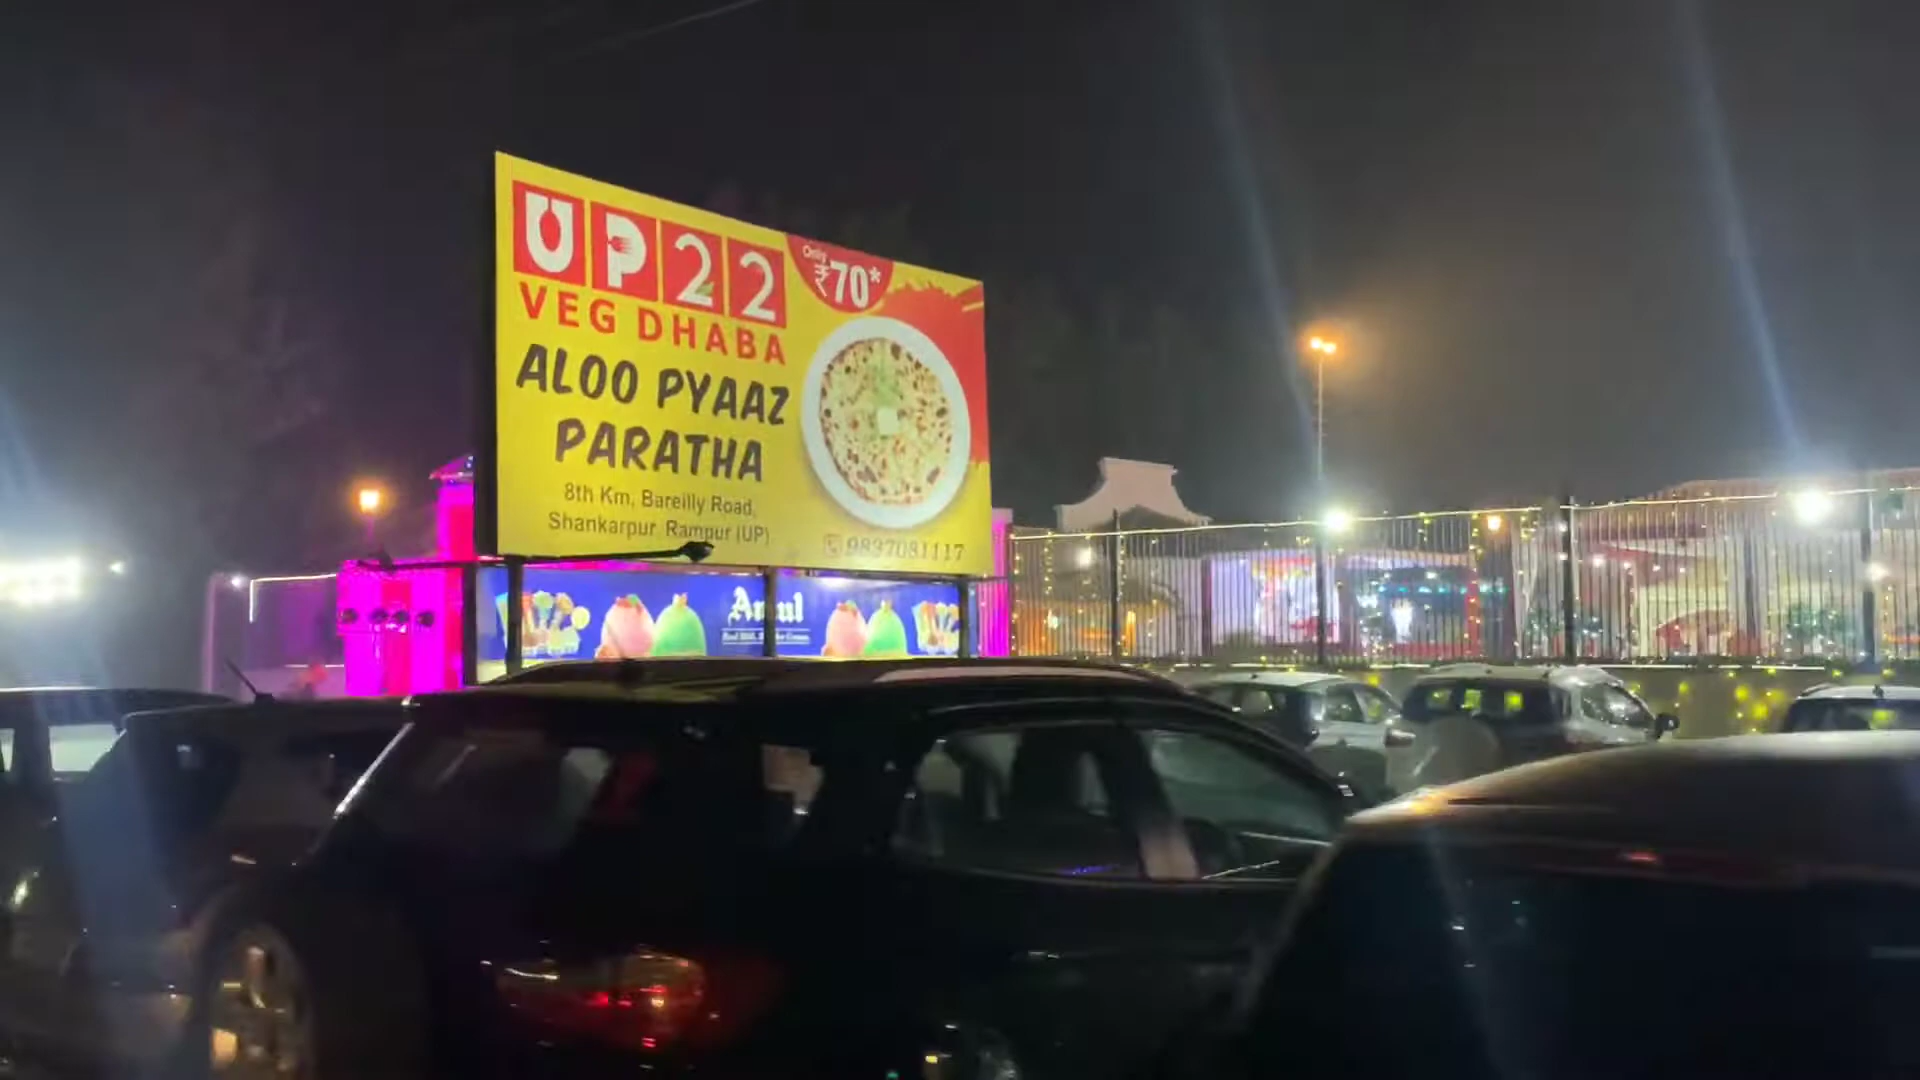 UP22
VEG DHABA
Only
₹70*
ALOO PYAAZ
PARATHA
8th Km, Bareilly Road,
Shankarpur, Rampur (UP)
9837081117
Amul